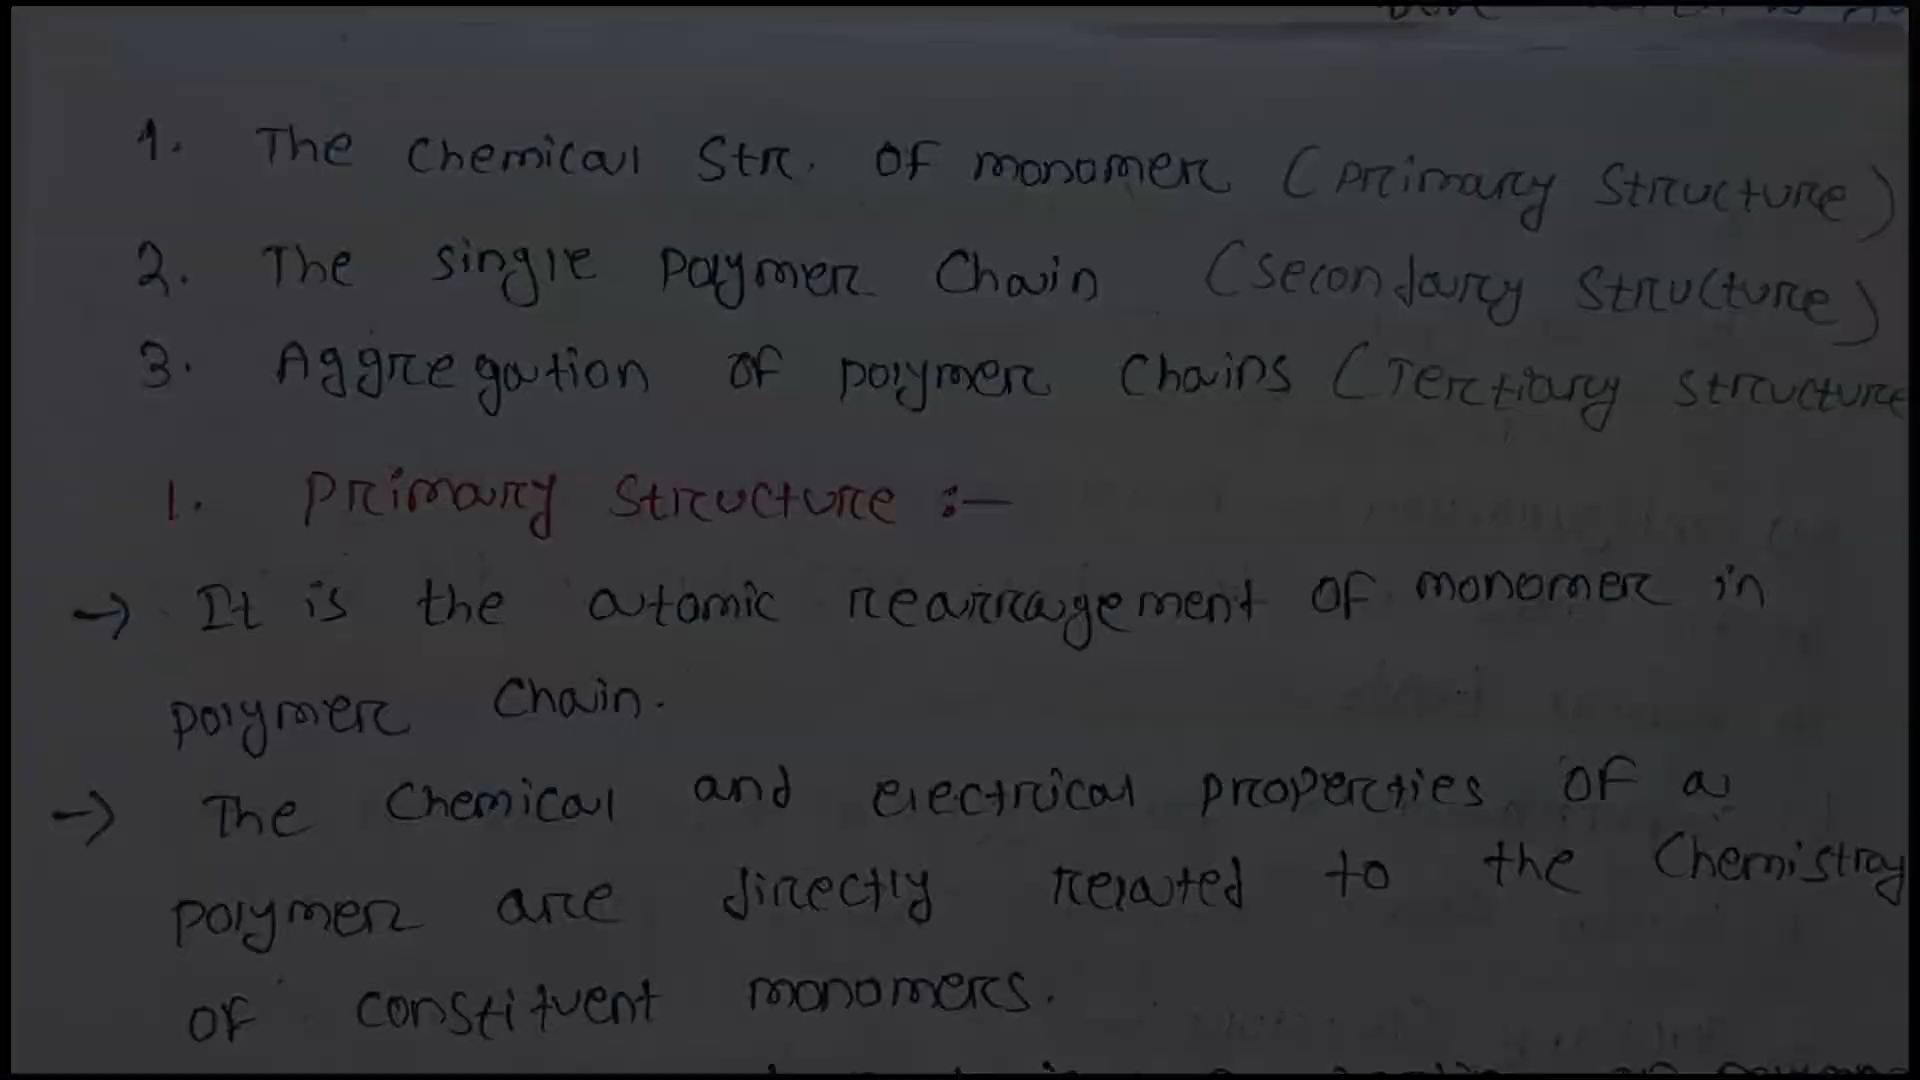 1. The chemical Str. of monomer (primary structure)
2. The single polymer chain (secondary structure)
3. Aggregation of polymer chains (Tertiary structure
1. Primary structure :-
→ It is the atomic rearragement of monomer in
polymer chain.
→ The chemical and electrical properties of a
polymer are directly related to the chemistry
of constituent monomers.